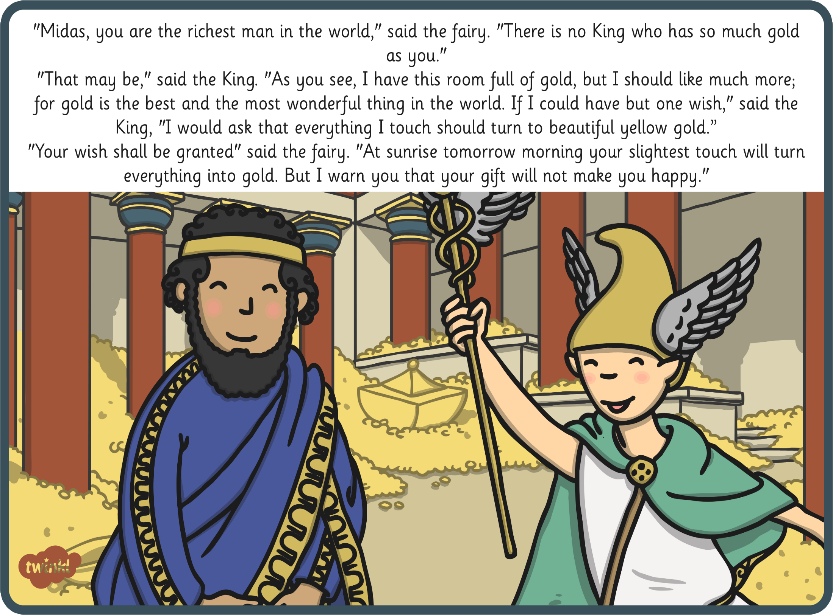 "Midas, you are the richest man in the world," said the fairy. "There is no King who has so much gold
as you."
"That may be," said the King. "As you see, I have this room full of gold, but I should like much more;
for gold is the best and the most wonderful thing in the world. If I could have but one wish," said the
King, "I would ask that everything I touch should turn to beautiful yellow gold."
"Your wish shall be granted" said the fairy. "At sunrise tomorrow morning your slightest touch will turn
everything into gold. But I warn you that your gift will not make you happy."
twinkl